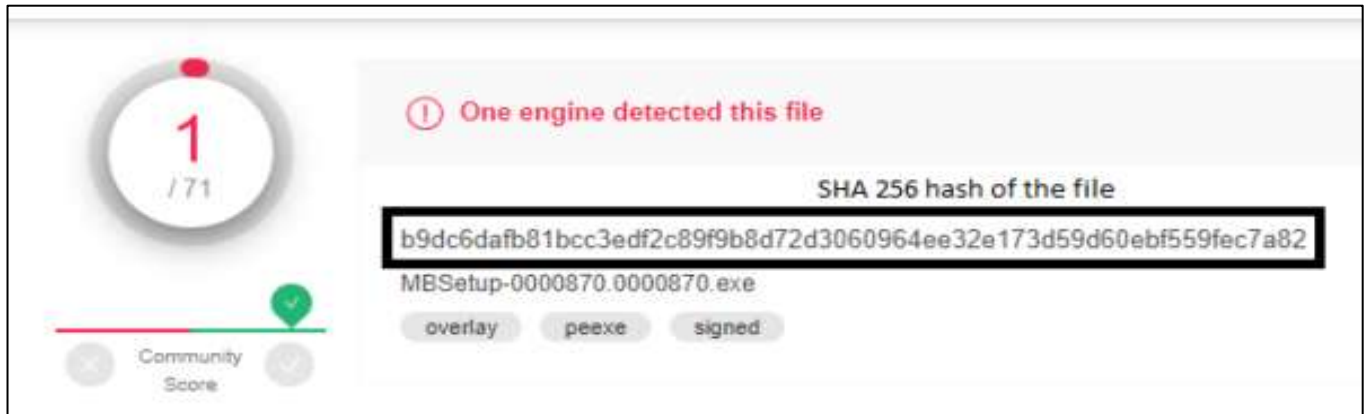 1
/ 71
Community
Score
One engine detected this file
SHA 256 hash of the file
b9dc6dafb81bcc3edf2c89f9b8d72d3060964ee32e173d59d60ebf559fec7a82
MBSetup-0000870.0000870.exe
overlay peexe signed